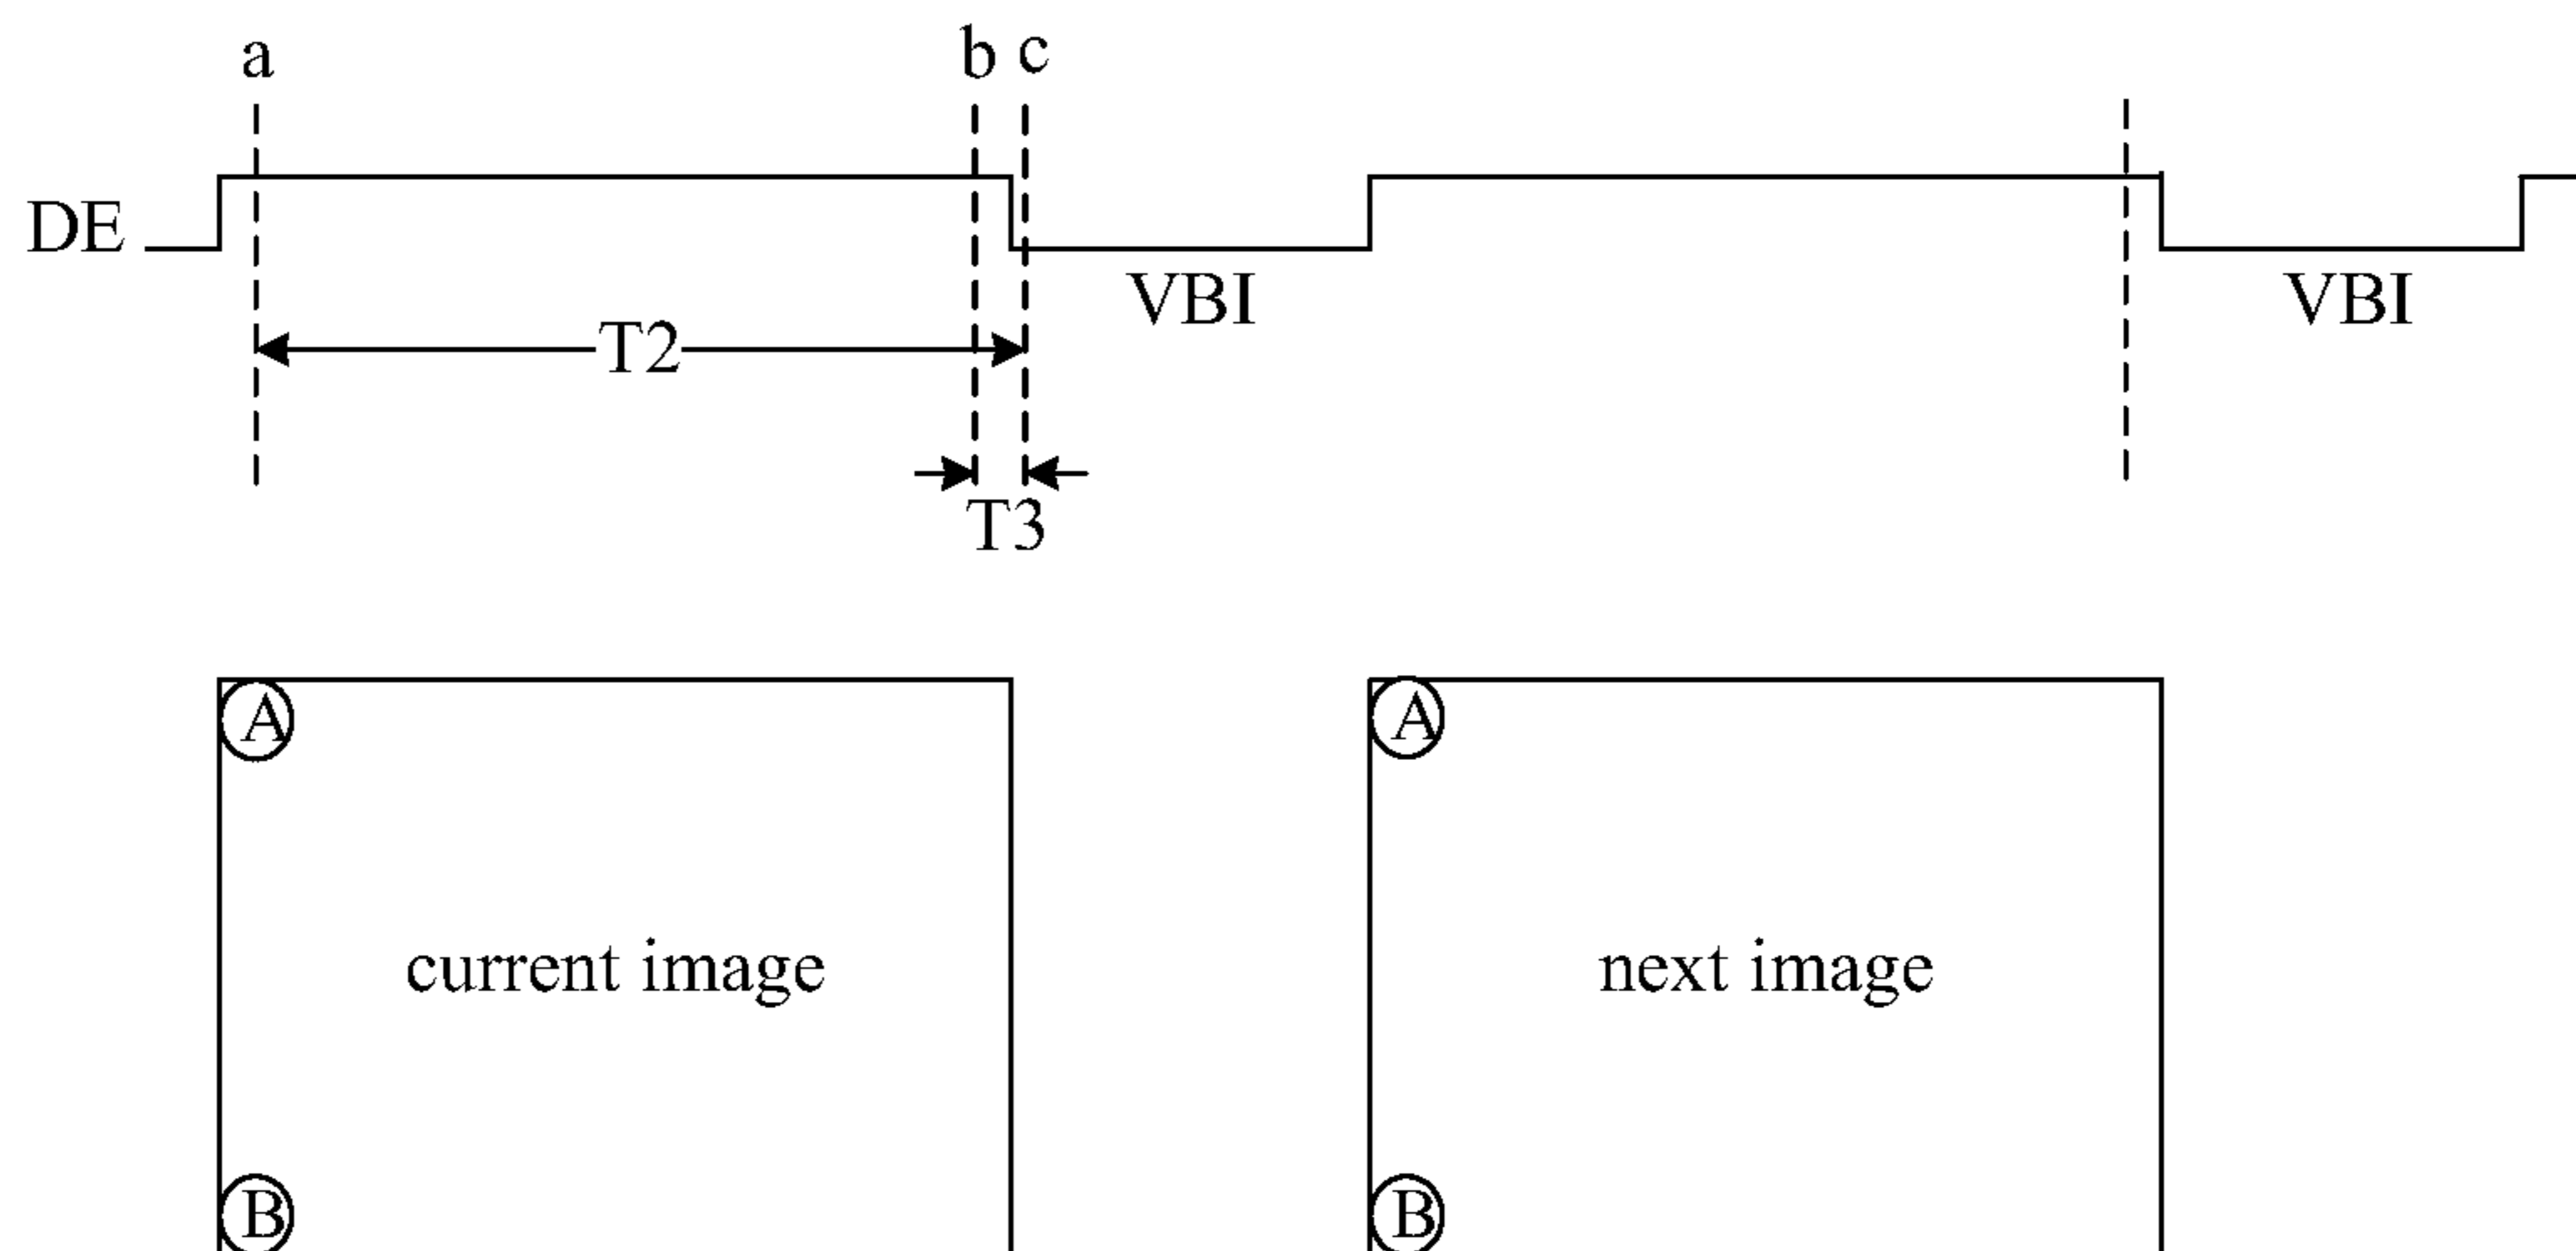 a b c
DE
VBI VBI
T2
T3
A A
current image next image
B B